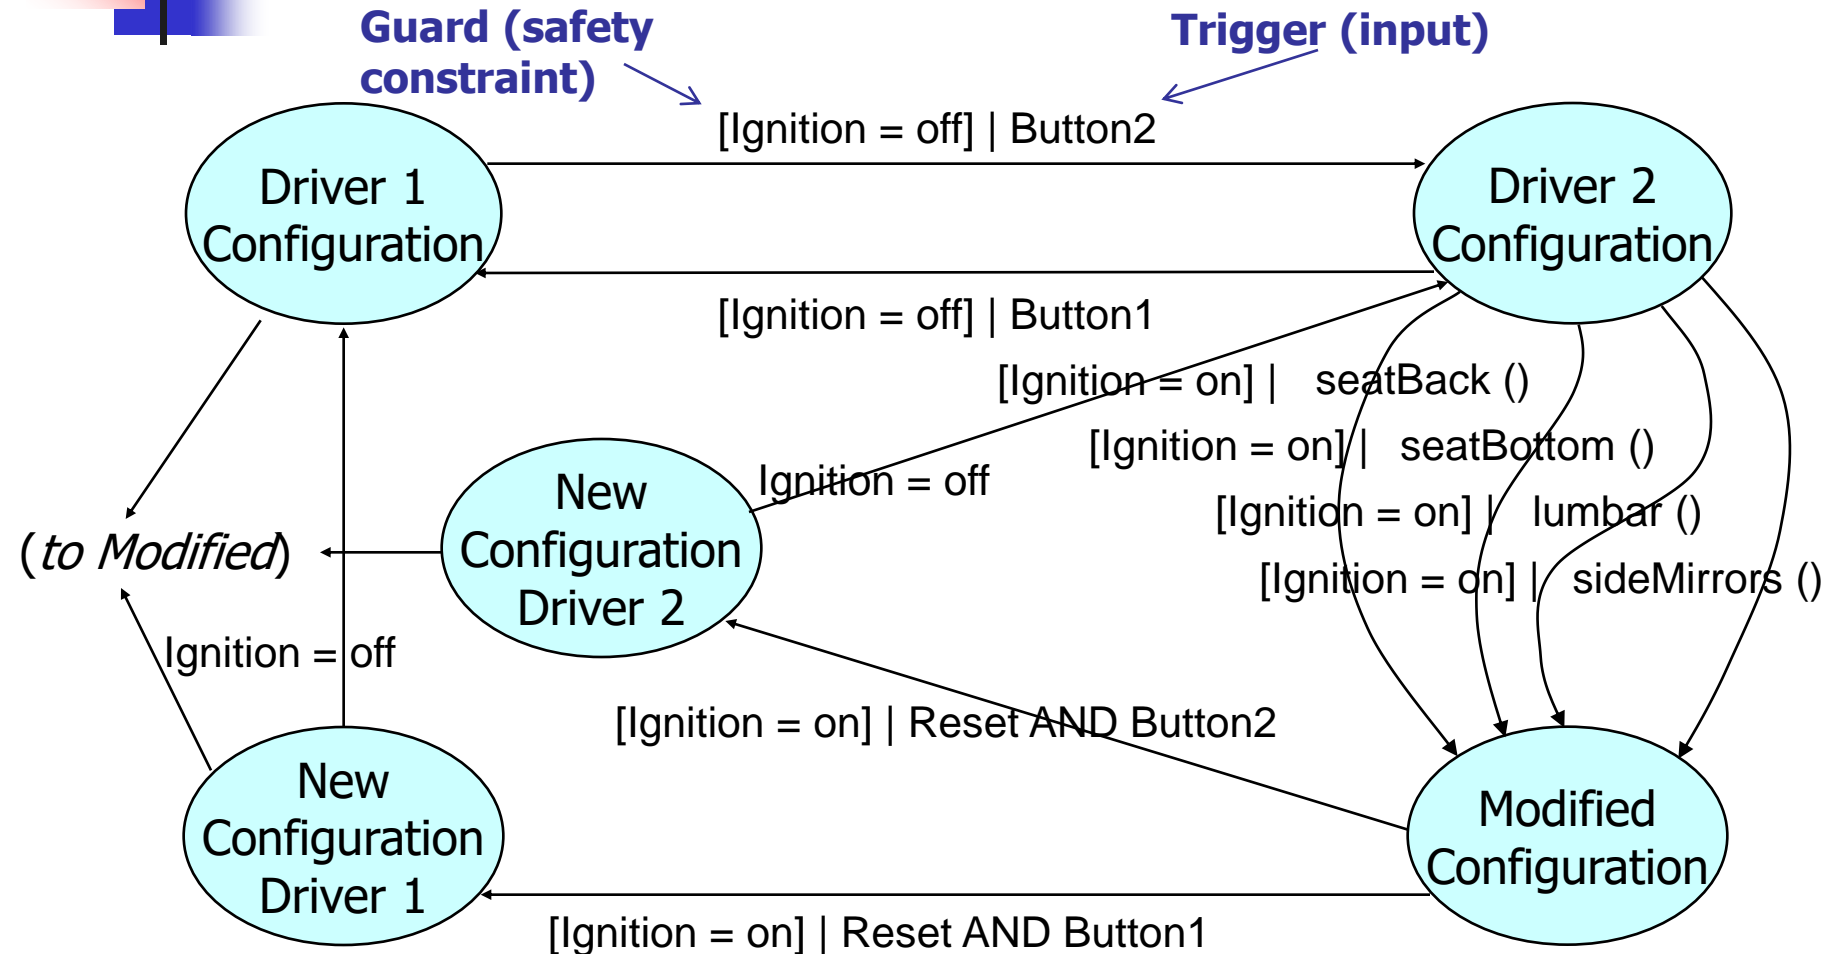 Guard (safety
constraint)
Trigger (input)
[Ignition = off] | Button2
Driver 1
Configuration
Driver 2
Configuration
[Ignition = off] | Button1
[Ignition = on] | seatBack ()
[Ignition = on] | seatBottom ()
Ignition = off
New
Configuration
Driver 2
[Ignition = on] | lumbar ()
(to Modified)
[Ignition = on] | sideMirrors ()
Ignition = off
[Ignition = on] | Reset AND Button2
New
Configuration
Driver 1
Modified
Configuration
[Ignition = on] | Reset AND Button1